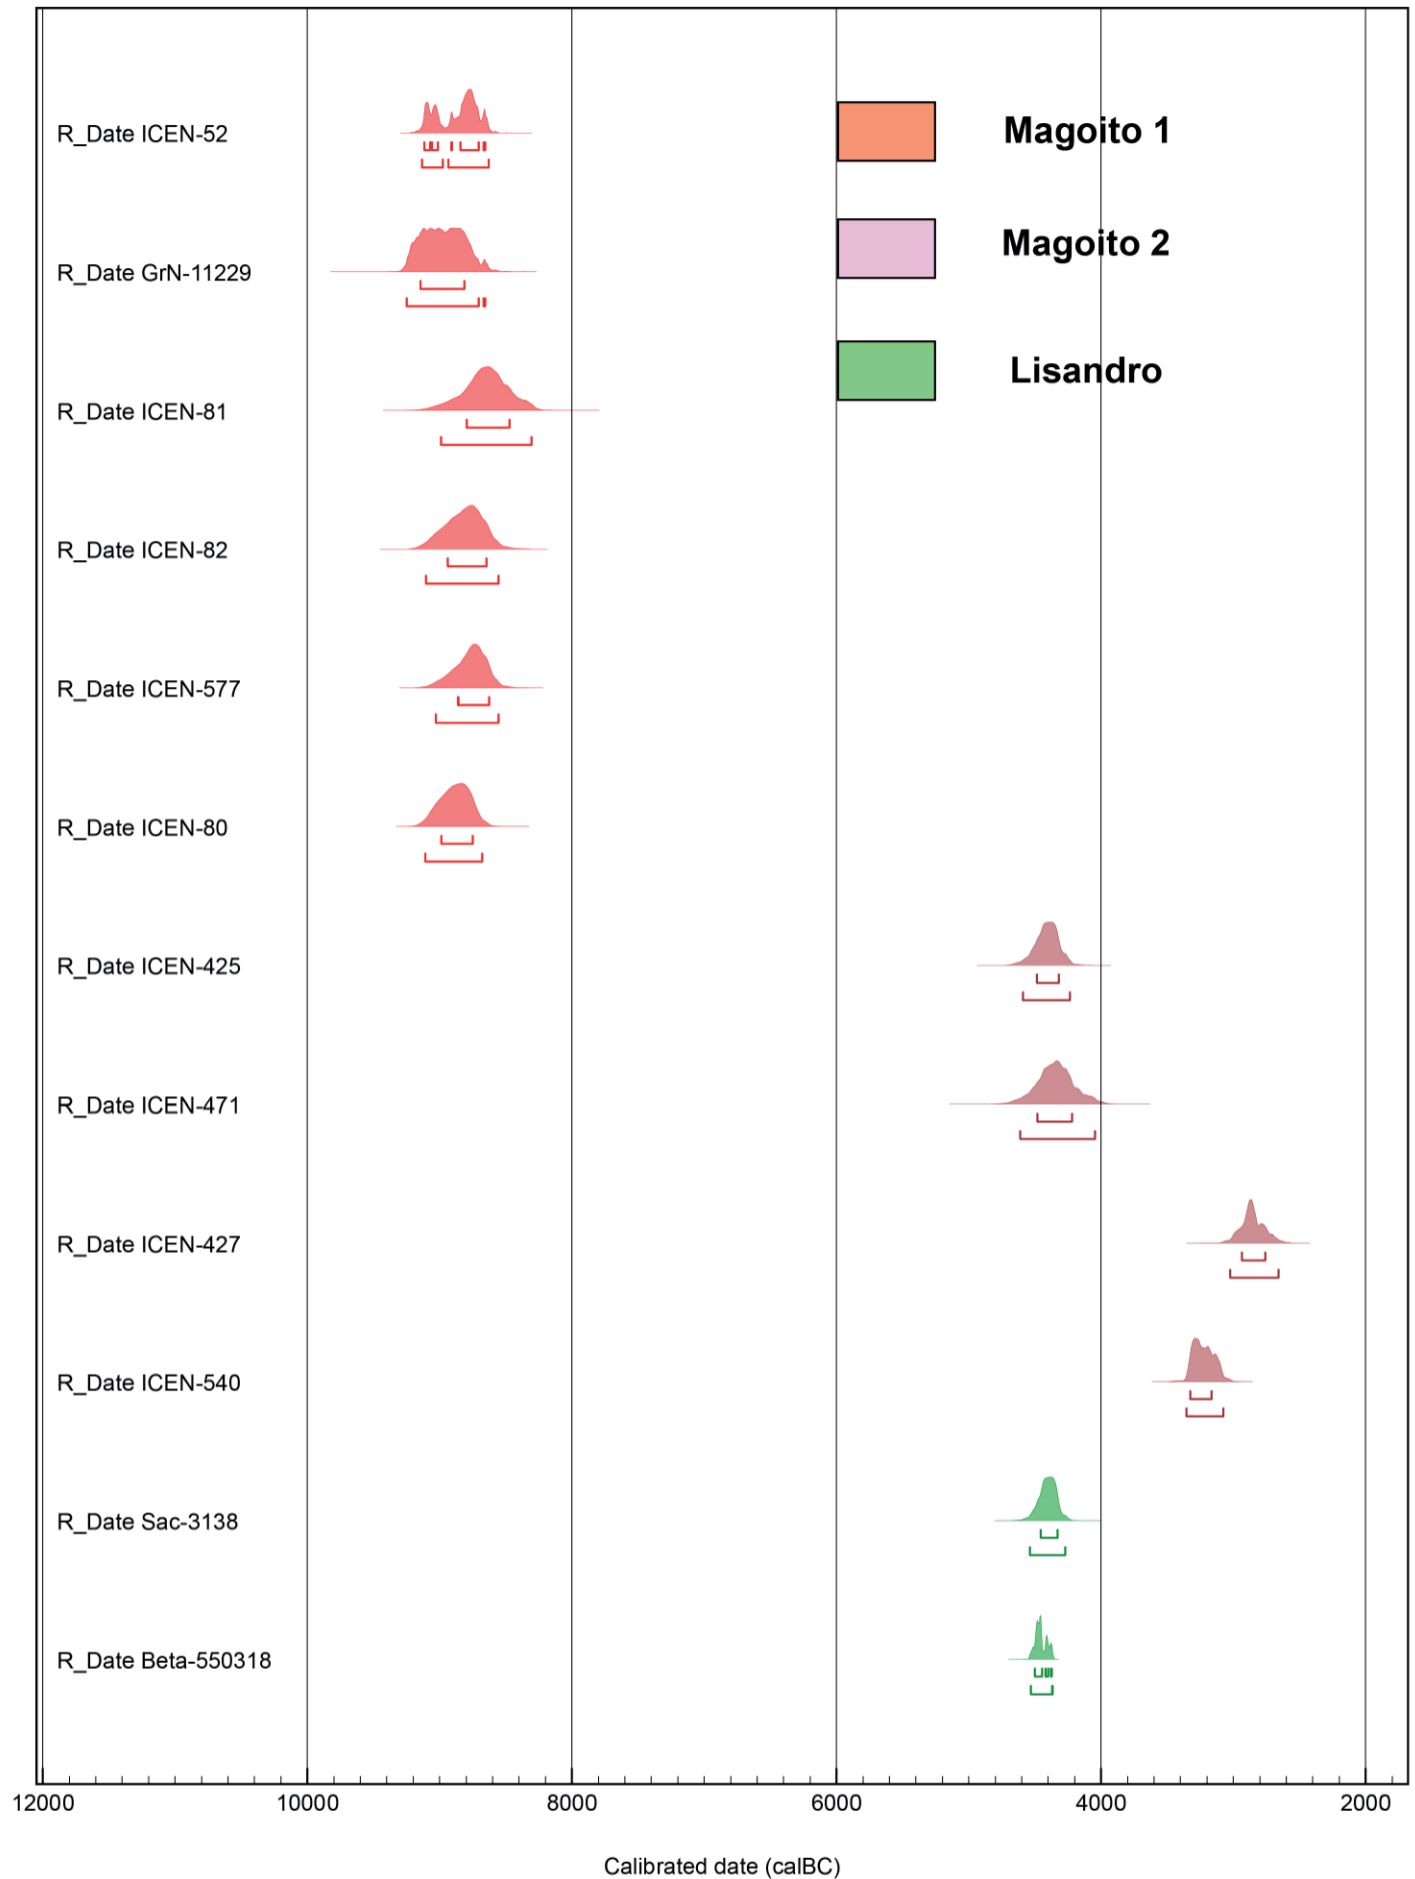 R_Date ICEN-52
Magoito 1
R_Date GrN-11229
Magoito 2
R_Date ICEN-81
Lisandro
R_Date ICEN-82
R_Date ICEN-577
R_Date ICEN-80
R_Date ICEN-425
R_Date ICEN-471
R_Date ICEN-427
R_Date ICEN-540
R_Date Sac-3138
R_Date Beta-550318
12000 10000 8000 6000 4000 2000
Calibrated date (calBC)